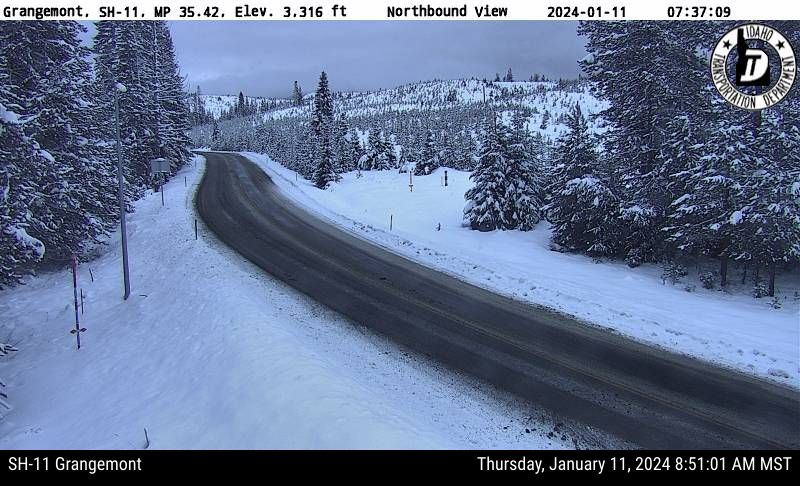 Grangemont, SH-11, MP 35.42, Elev. 3,316 ft Northbound View 2024-01-11 07:37:09
IDAHO
TRANSPORTATION DEPARTMENT
SH-11 Grangemont Thursday, January 11, 2024 8:51:01 AM MST